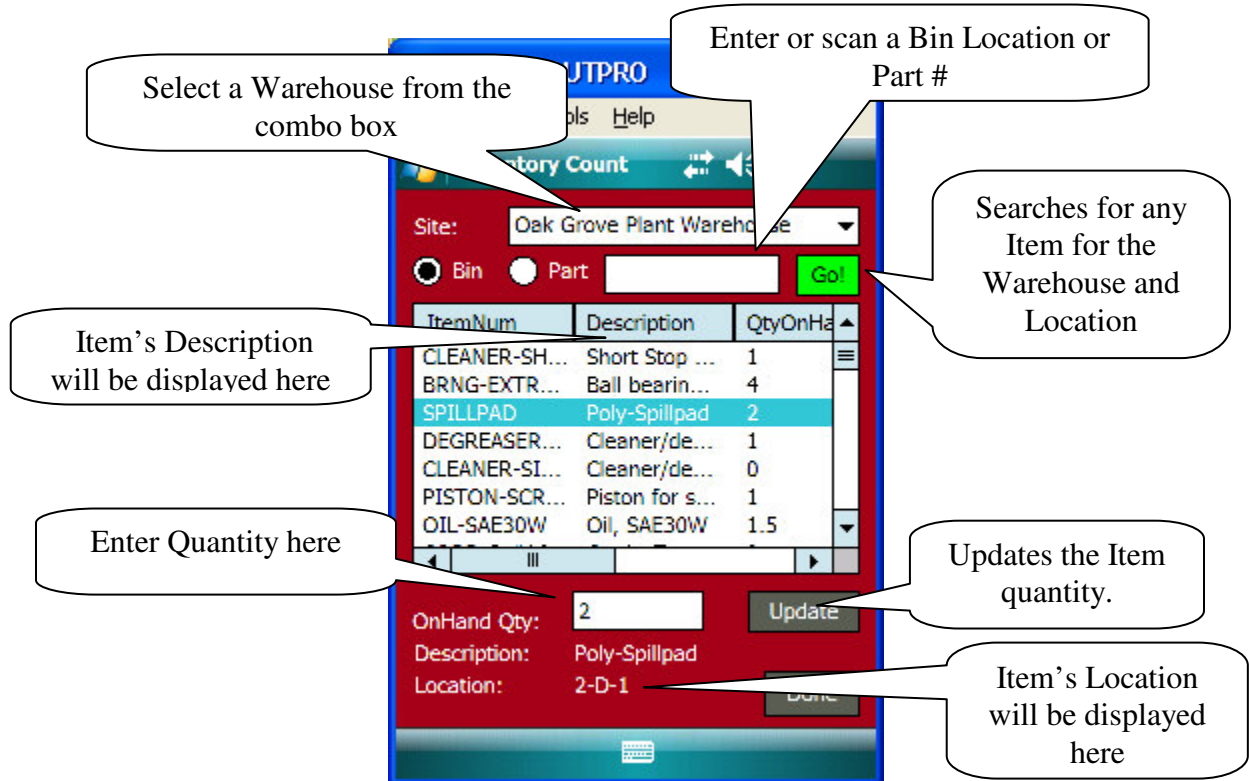 Enter or scan a Bin Location or
Part #
Select a Warehouse from the
combo box
UTPRO
Help
Count
Searches for any
Item for the
Warehouse and
Location
Site: Oak Grove Plant Warehouse
Bin Part Go!
Item's Description
will be displayed here
ItemNum Description QtyOnHa
CLEANER-SH... Short Stop ... 1
BRNG-EXTR... Ball bearin... 4
SPILLPAD Poly-Spillpad 2
DEGREASER... Cleaner/de... 1
CLEANER-SI... Cleaner/de... 0
PISTON-SCR... Piston for s... 1
OIL-SAE30W Oil, SAE30W 1.5
Enter Quantity here
Updates the Item
quantity.
OnHand Qty: 2 Update
Description: Poly-Spillpad
Location: 2-D-1 Done
Item's Location
will be displayed
here